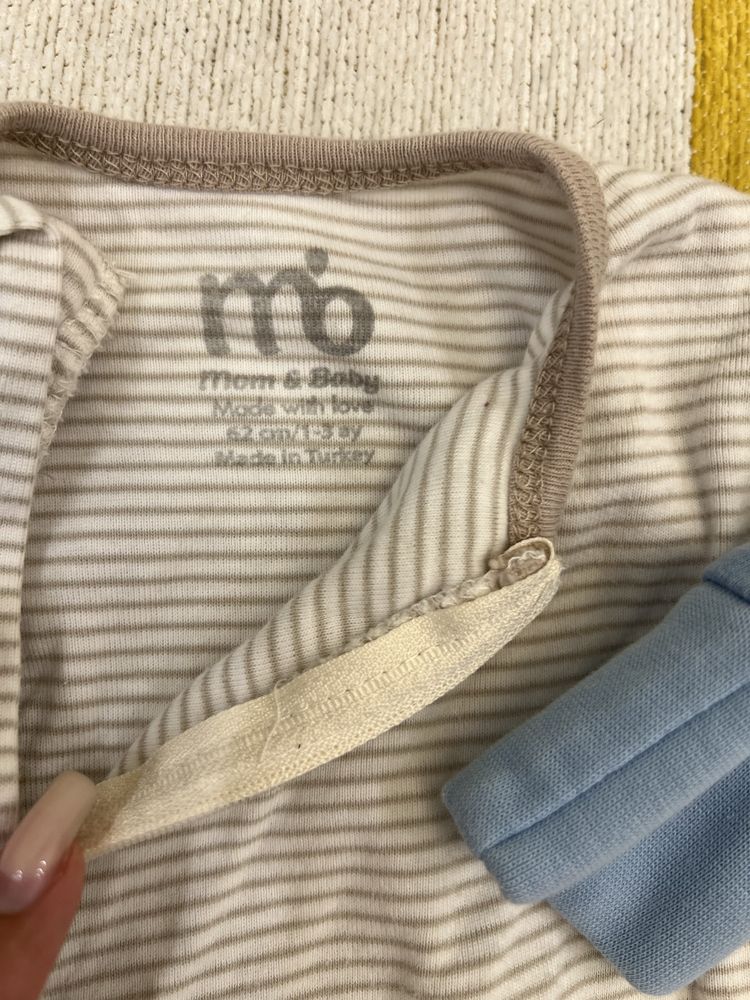 mb
Mom & Baby
Made with love
62 cm/1-3 ay
Made in Turkey